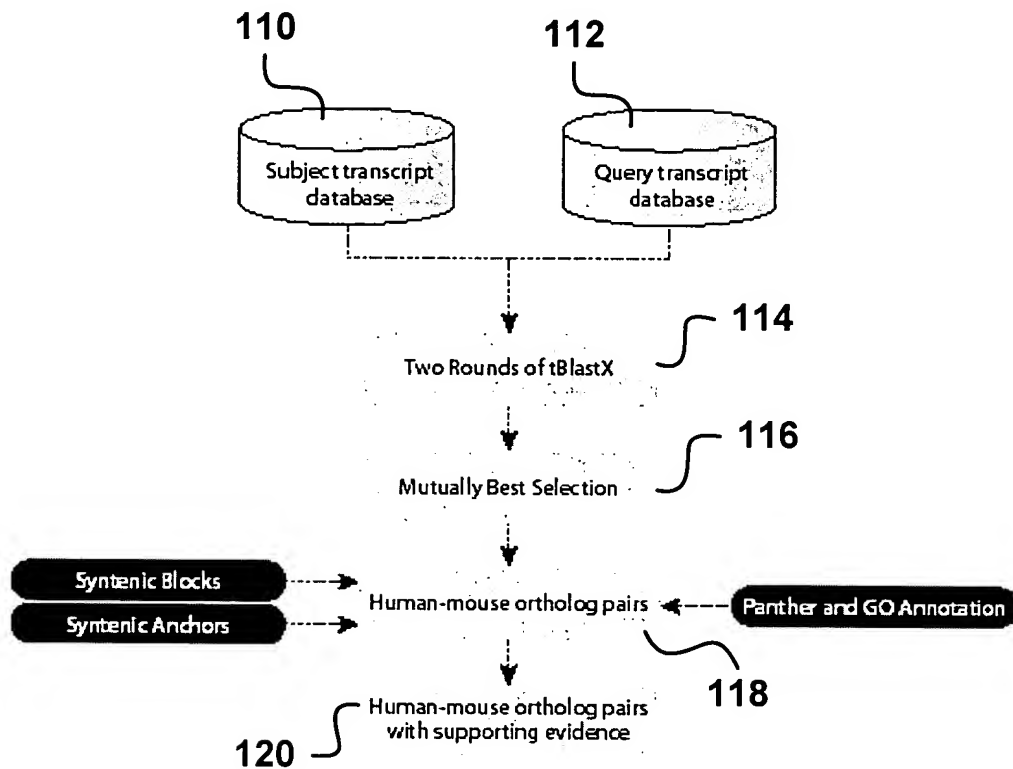 110
112
Subject transcript
database
Query transcript
database
114
Two Rounds of tBlastX
116
Mutually Best Selection
Syntenic Blocks
Syntenic Anchors
Human-mouse ortholog pairs
Panther and GO Annotation
118
Human-mouse ortholog pairs
with supporting evidence
120